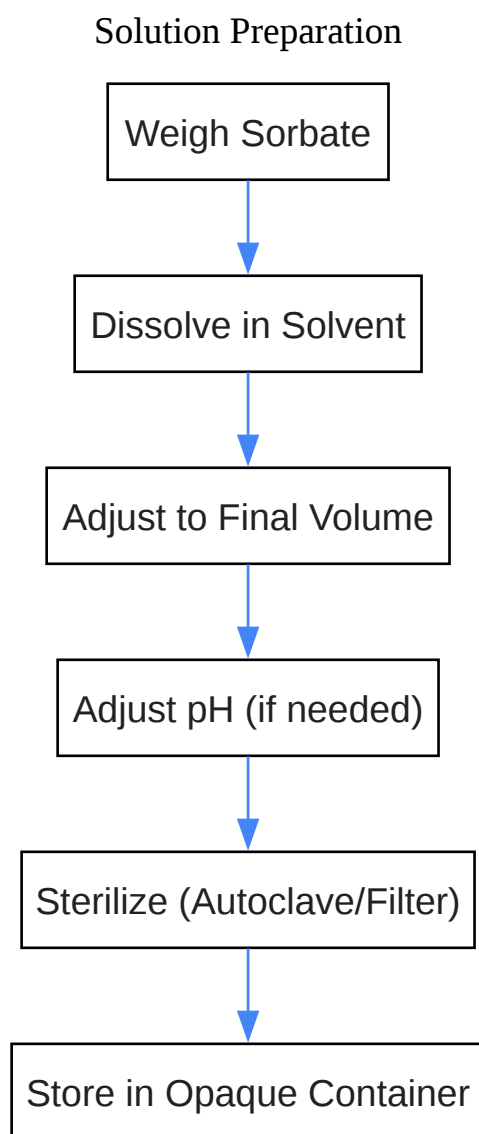 Solution Preparation
Weigh Sorbate
Dissolve in Solvent
Adjust to Final Volume
Adjust pH (if needed)
Sterilize (Autoclave/Filter)
Store in Opaque Container